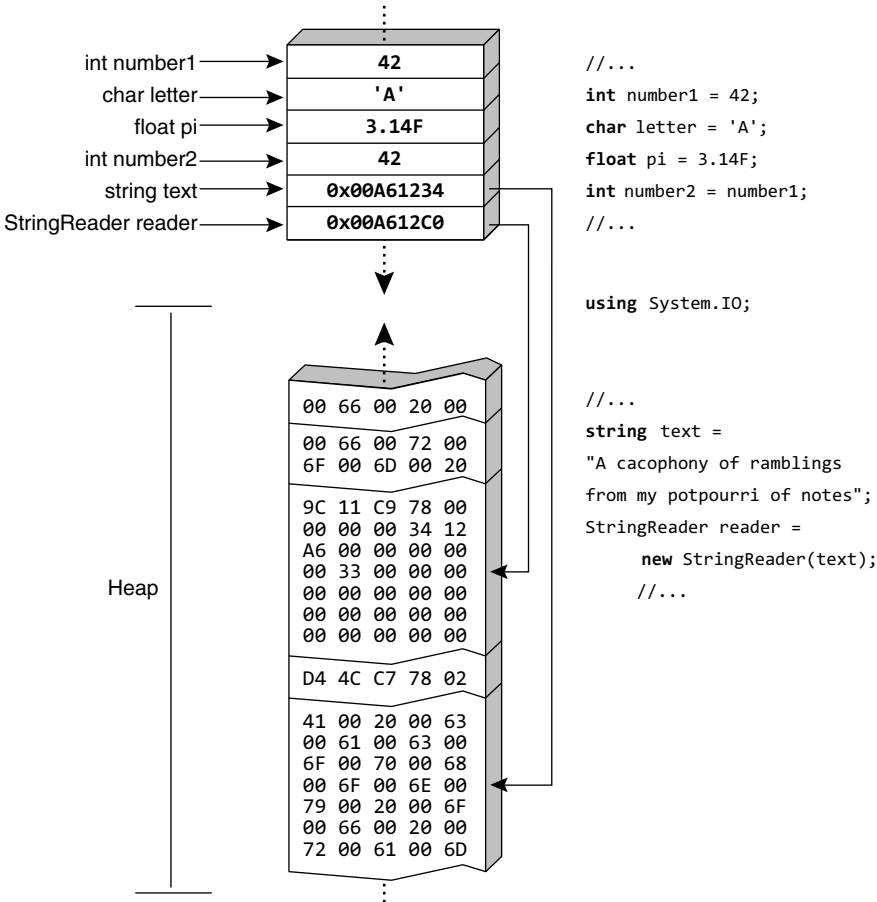 int number1
char letter
float pi
int number2
string text
StringReader reader
42
'A'
3.14F
42
0x00A61234
0x00A612C0
//...
int number1 = 42;
char letter = 'A';
float pi = 3.14F;
int number2 = number1;
//...
using System.IO;
//...
string text =
"A cacophony of ramblings
from my potpourri of notes";
StringReader reader =
new StringReader(text);
//...
Heap
00 66 00 20 00
00 66 00 72 00
6F 00 6D 00 20
9C 11 C9 78 00
00 00 00 34 12
A6 00 00 00 00
00 33 00 00 00
00 00 00 00 00
00 00 00 00 00
00 00 00 00 00
D4 4C C7 78 02
41 00 20 00 63
00 61 00 63 00
6F 00 70 00 68
00 6F 00 6E 00
79 00 20 00 6F
00 66 00 20 00
72 00 61 00 6D